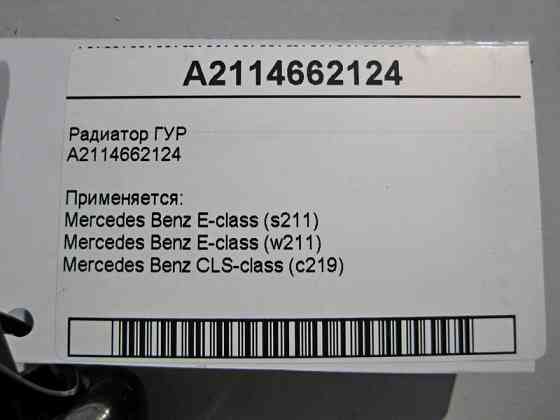 A2114662124
Радиатор ГУР
A2114662124
Применяется:
Mercedes Benz E-class (s211)
Mercedes Benz E-class (w211)
Mercedes Benz CLS-class (c219)